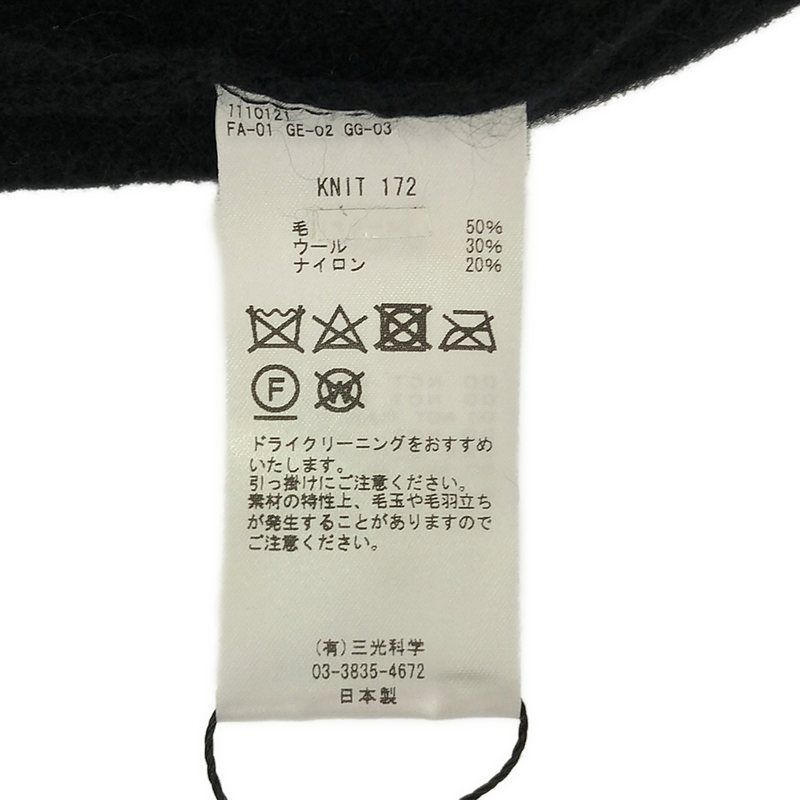 1110121
FA-01 GE-02 GG-03
KNIT 172
毛 50%
ウール 30%
ナイロン 20%
F
W
ドライクリーニングをおすすめ
いたします。
引っ掛けにご注意ください。
素材の特性上、毛玉や毛羽立ち
が発生することがありますので
ご注意ください。
(有)三光科学
03-3835-4672
日本製